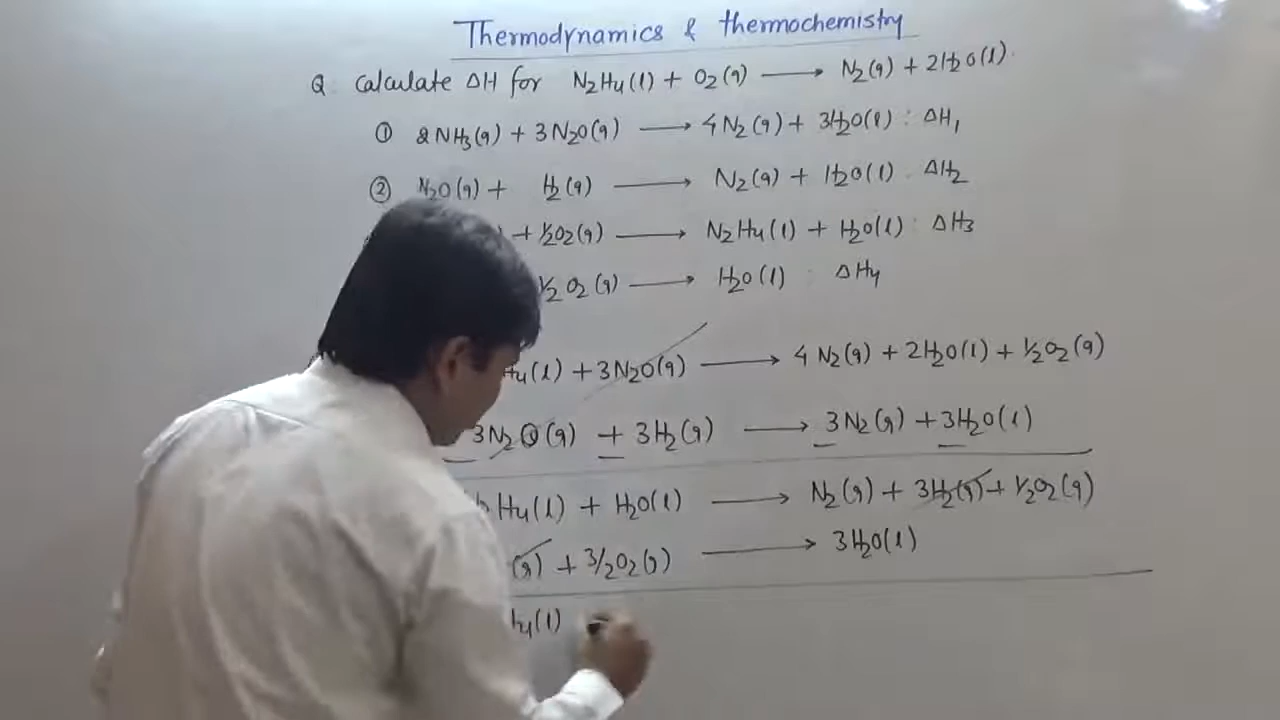 Thermodynamics & thermochemistry
Q. Calculate ΔH for N2H4(l) + O2(g) ⟶ N2(g) + 2H2O(l).
① 2NH3(g) + 3N2O(g) ⟶ 4N2(g) + 3H2O(l) : ΔH1
② N2O(g) + H2(g) ⟶ N2(g) + H2O(l) ΔH2
+ 1/2O2(g) ⟶ N2H4(l) + H2O(l) : ΔH3
1/2 O2(g) ⟶ H2O(l) : ΔH4
H4(l) + 3N2O(g) ⟶ 4N2(g) + 2H2O(l) + 1/2O2(g)
3N2O(g) + 3H2(g) ⟶ 3N2(g) + 3H2O(l)
H4(l) + H2O(l) ⟶ N2(g) + 3H2(g) + 1/2O2(g)
(g) + 3/2O2(g) ⟶ 3H2O(l)
H4(l)